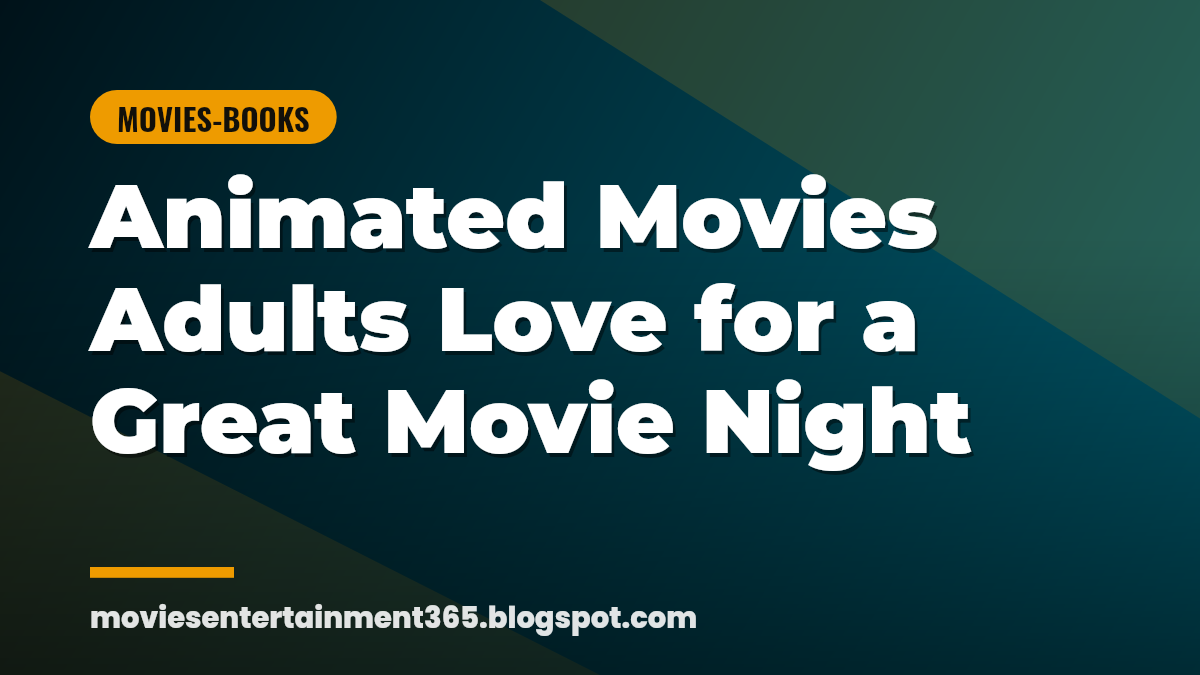 MOVIES-BOOKS
Animated Movies
Adults Love for a
Great Movie Night
moviesentertainment365.blogspot.com